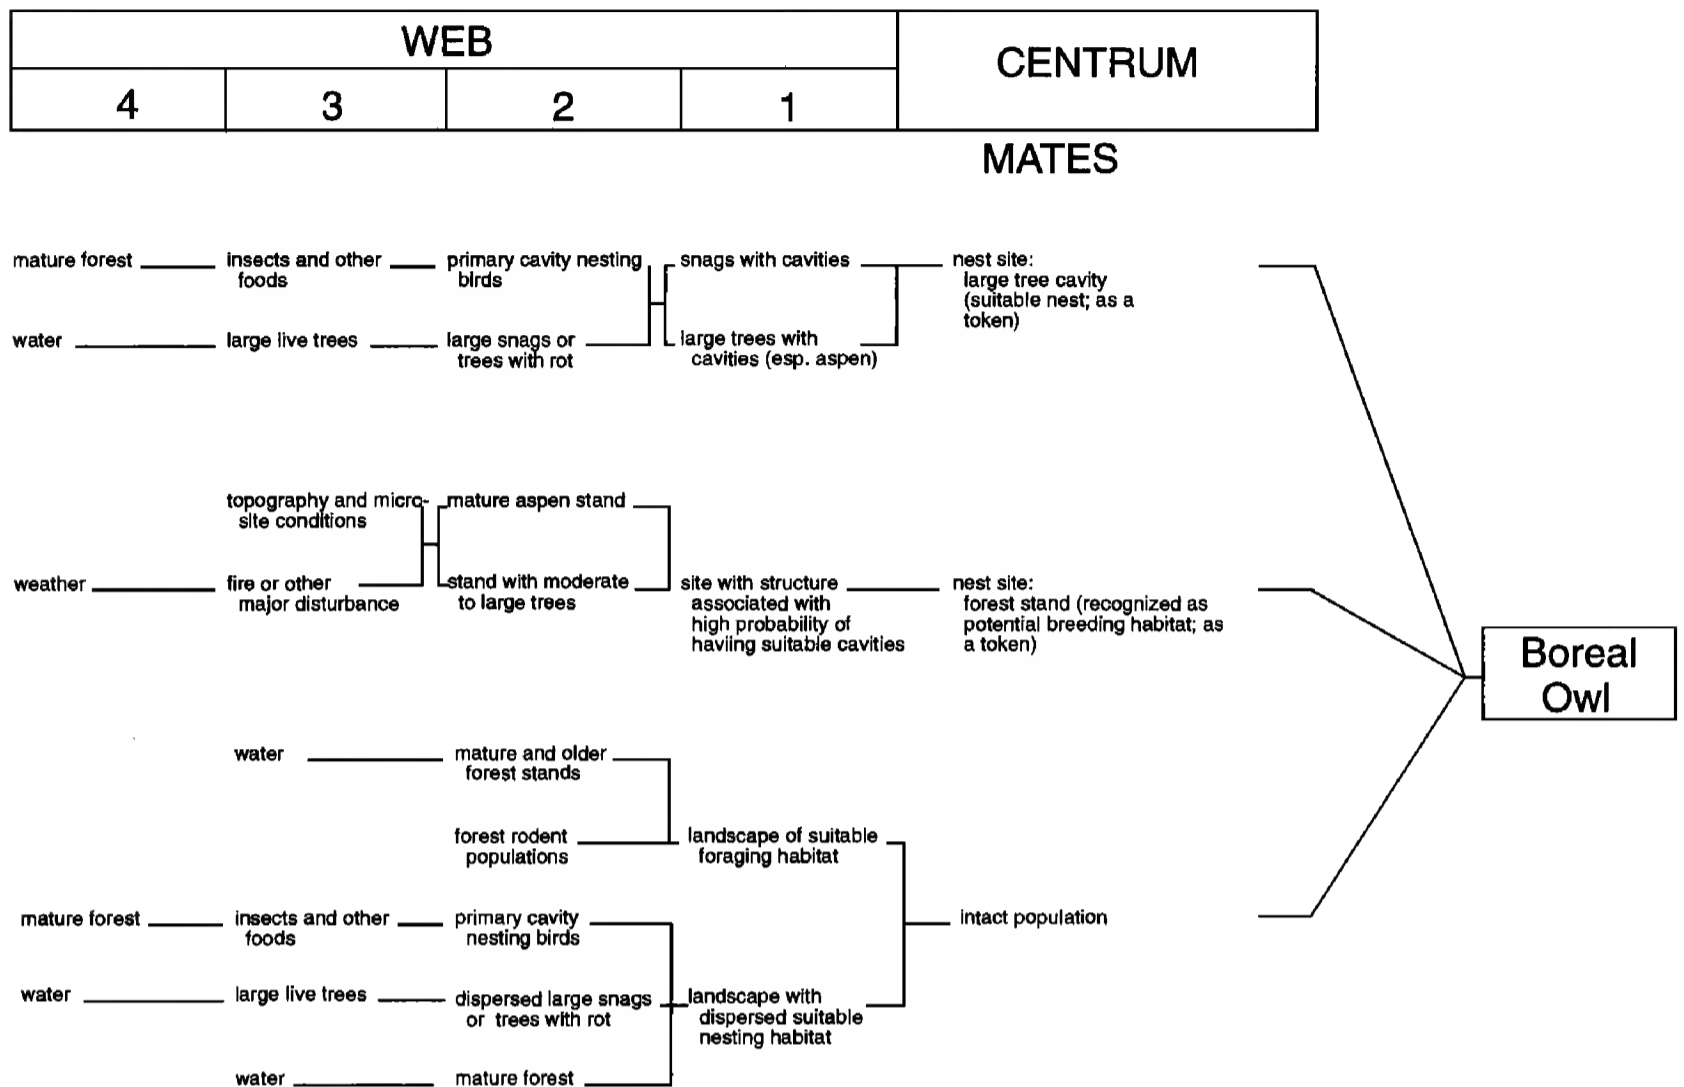 WEB
CENTRUM
4 3 2 1
MATES
mature forest
insects and other
foods
primary cavity nesting
birds
snags with cavities
nest site:
large tree cavity
(suitable nest; as a
token)
water
large live trees
large snags or
trees with rot
large trees with
cavities (esp. aspen)
topography and micro-
site conditions
mature aspen stand
weather
fire or other
major disturbance
stand with moderate
to large trees
site with structure
associated with
high probability of
haviing suitable cavities
nest site:
forest stand (recognized as
potential breeding habitat; as
a token)
Boreal
Owl
water
mature and older
forest stands
forest rodent
populations
landscape of suitable
foraging habitat
mature forest
insects and other
foods
primary cavity
nesting birds
intact population
water
large live trees
dispersed large snags
or trees with rot
landscape with
dispersed suitable
nesting habitat
water
mature forest